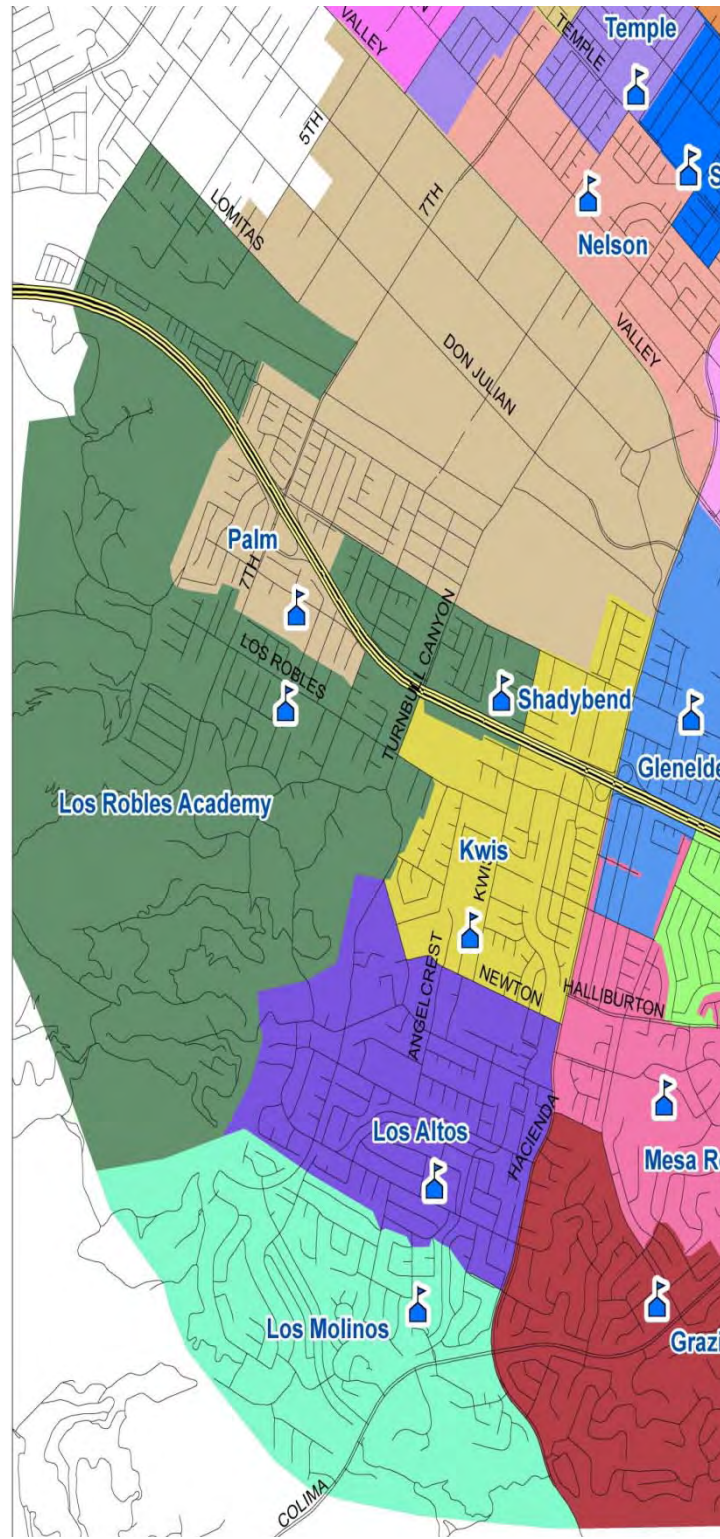 VALLEY
TEMPLE
Temple
5TH
7TH
LOMITAS
Nelson
VALLEY
DON JULIAN
Palm
7TH
TURNBULL CANYON
LOS ROBLES
Shadybend
Los Robles Academy
Kwis
KWIS
ANGELCREST
NEWTON
HALLIBURTON
Los Altos
HACIENDA
Mesa R
Los Molinos
COLIMA